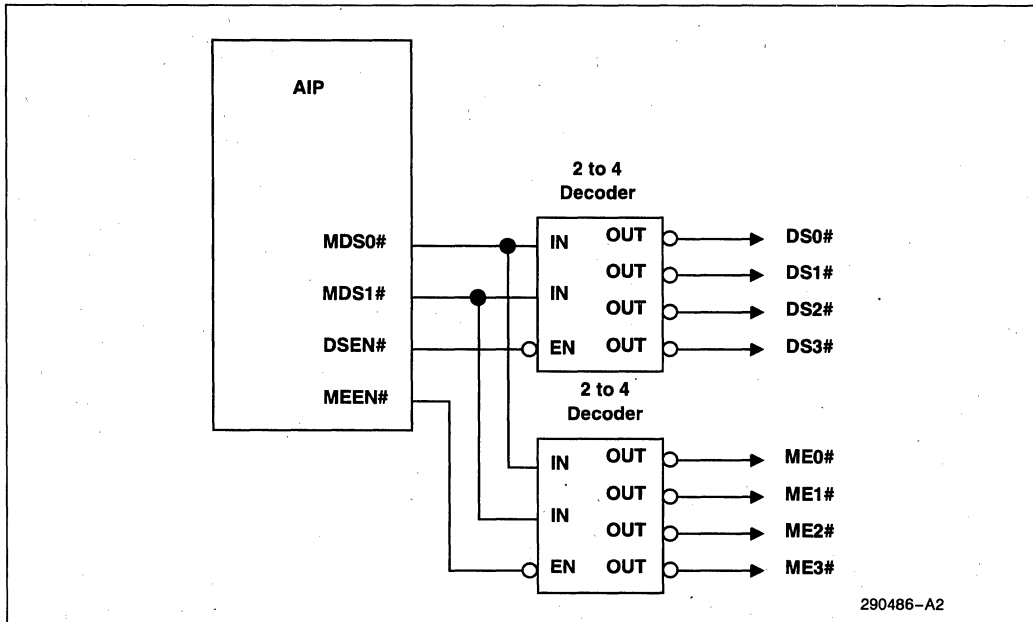 AIP
MDS0#
MDS1#
DSEN#
MEEN#
2 to 4
Decoder
IN
IN
EN
OUT
OUT
OUT
OUT
DS0#
DS1#
DS2#
DS3#
2 to 4
Decoder
IN
IN
EN
OUT
OUT
OUT
OUT
ME0#
ME1#
ME2#
ME3#
290486-A2